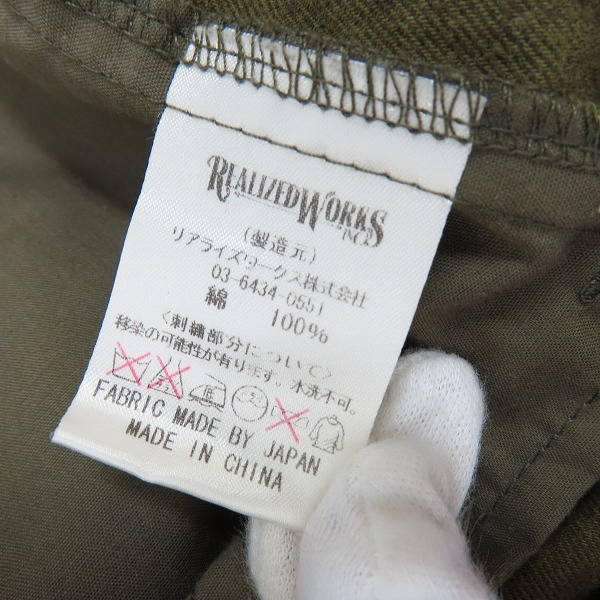 REALIZEDWORKS
INC.
(製造元)
リアライズワークス株式会社
03-6434-0551
綿 100%
〈刺繍部分について〉
移染の可能性が有ります。水洗不可。
FABRIC MADE BY JAPAN
MADE IN CHINA